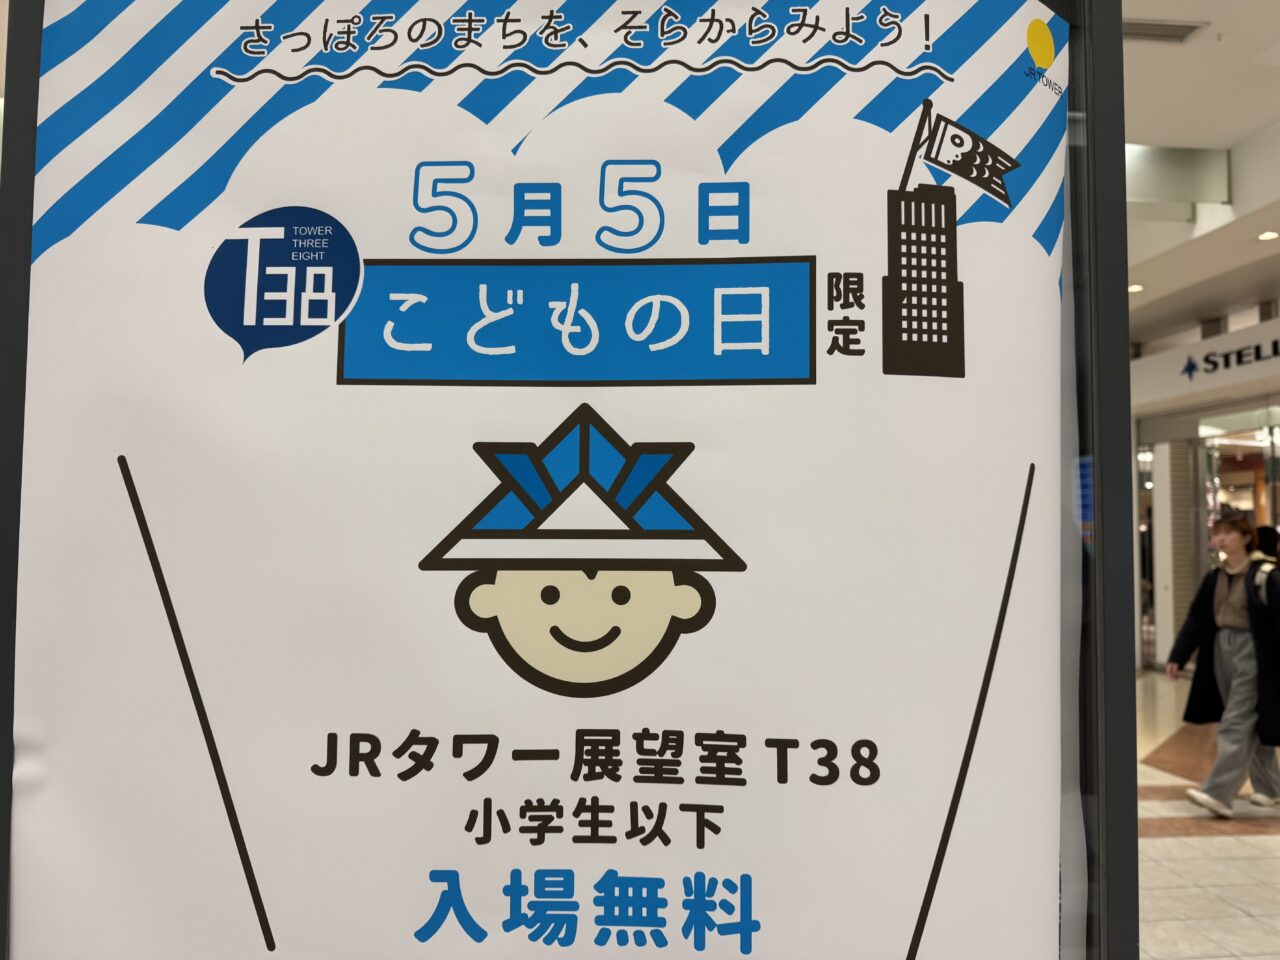 さっぽろのまちを、そらからみよう!
JR TOWER
5月5日
T38
TOWER
THREE
EIGHT
こどもの日
限定
STELL
JRタワー展望室 T38
小学生以下
入場無料